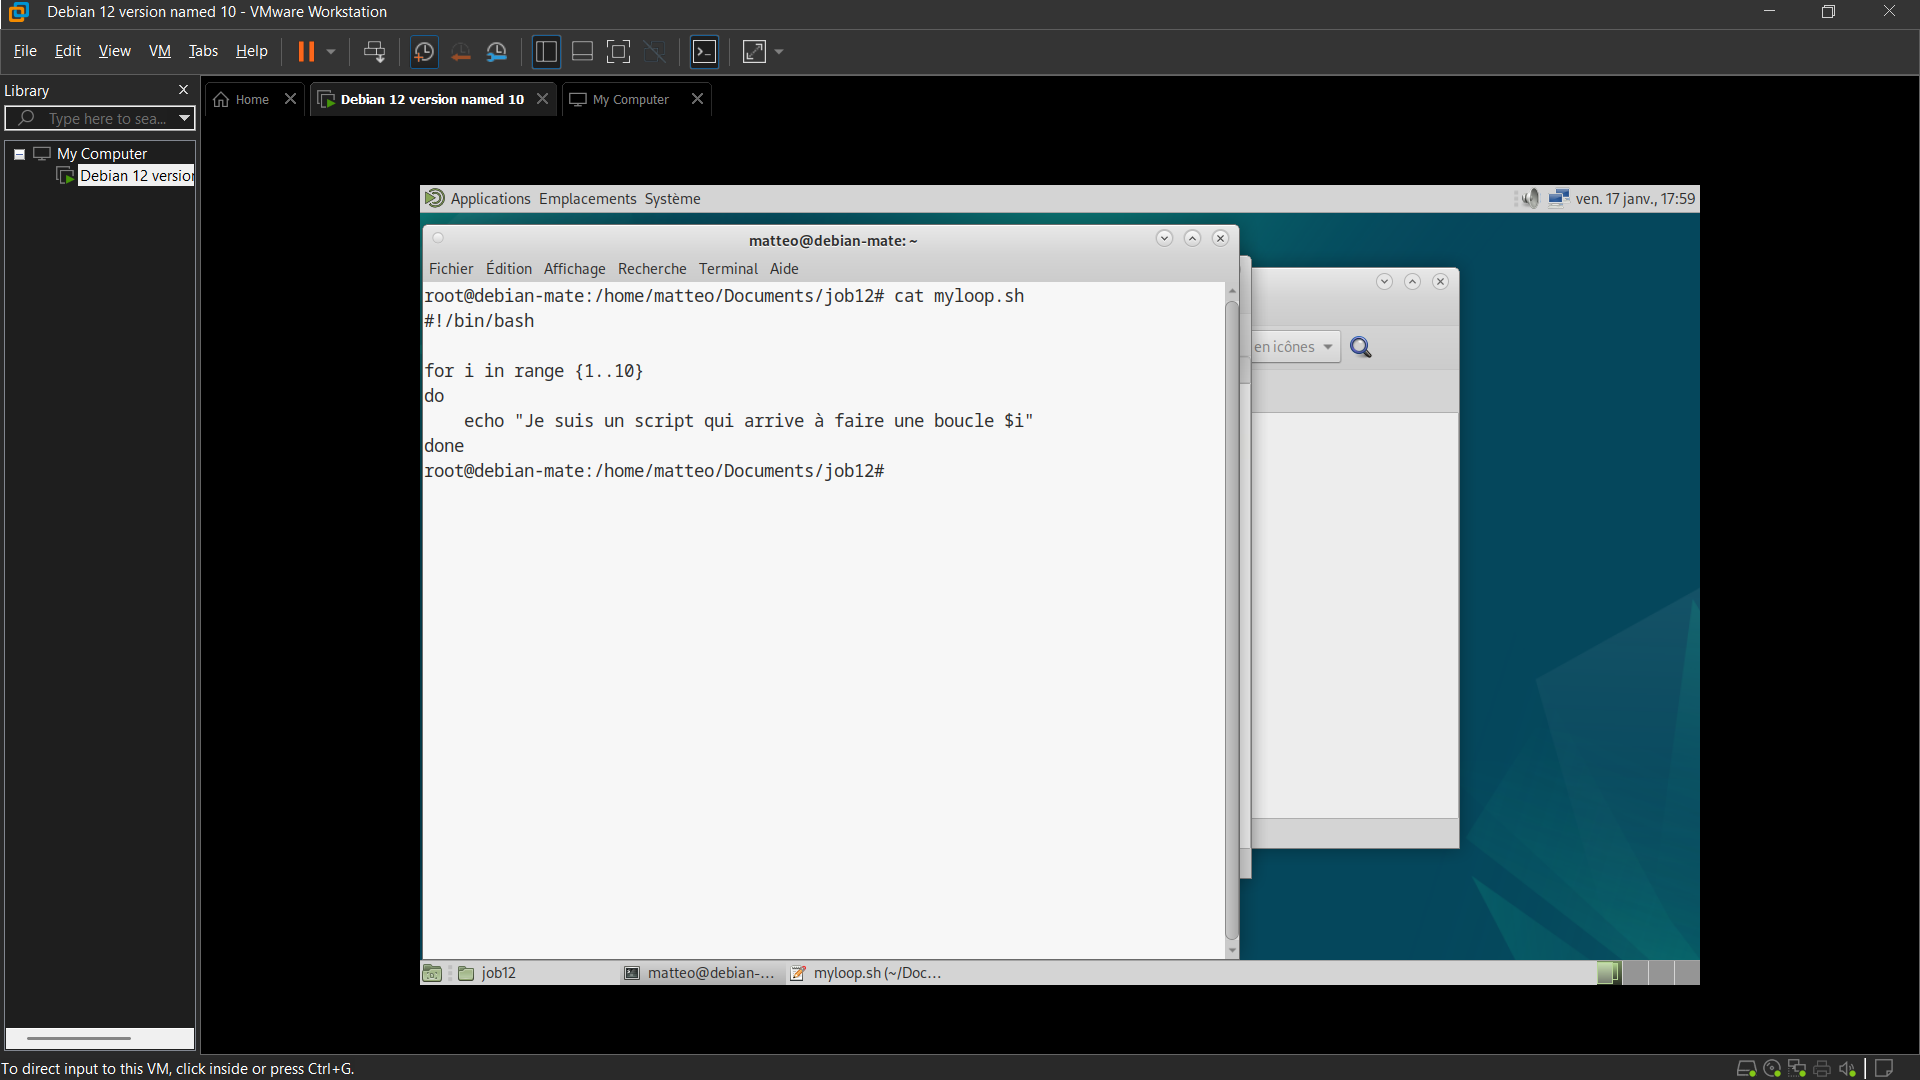 Debian 12 version named 10 - VMware Workstation
File Edit View VM Tabs Help
Library
Type here to sea...
My Computer
Debian 12 version
Home
Debian 12 version named 10
My Computer
Applications Emplacements Système
ven. 17 janv., 17:59
matteo@debian-mate: ~
Fichier Édition Affichage Recherche Terminal Aide
root@debian-mate:/home/matteo/Documents/job12# cat myloop.sh
#!/bin/bash
for i in range {1..10}
do
    echo "Je suis un script qui arrive à faire une boucle $i"
done
root@debian-mate:/home/matteo/Documents/job12#
en icônes
job12
matteo@debian-...
myloop.sh (~/Doc...
To direct input to this VM, click inside or press Ctrl+G.